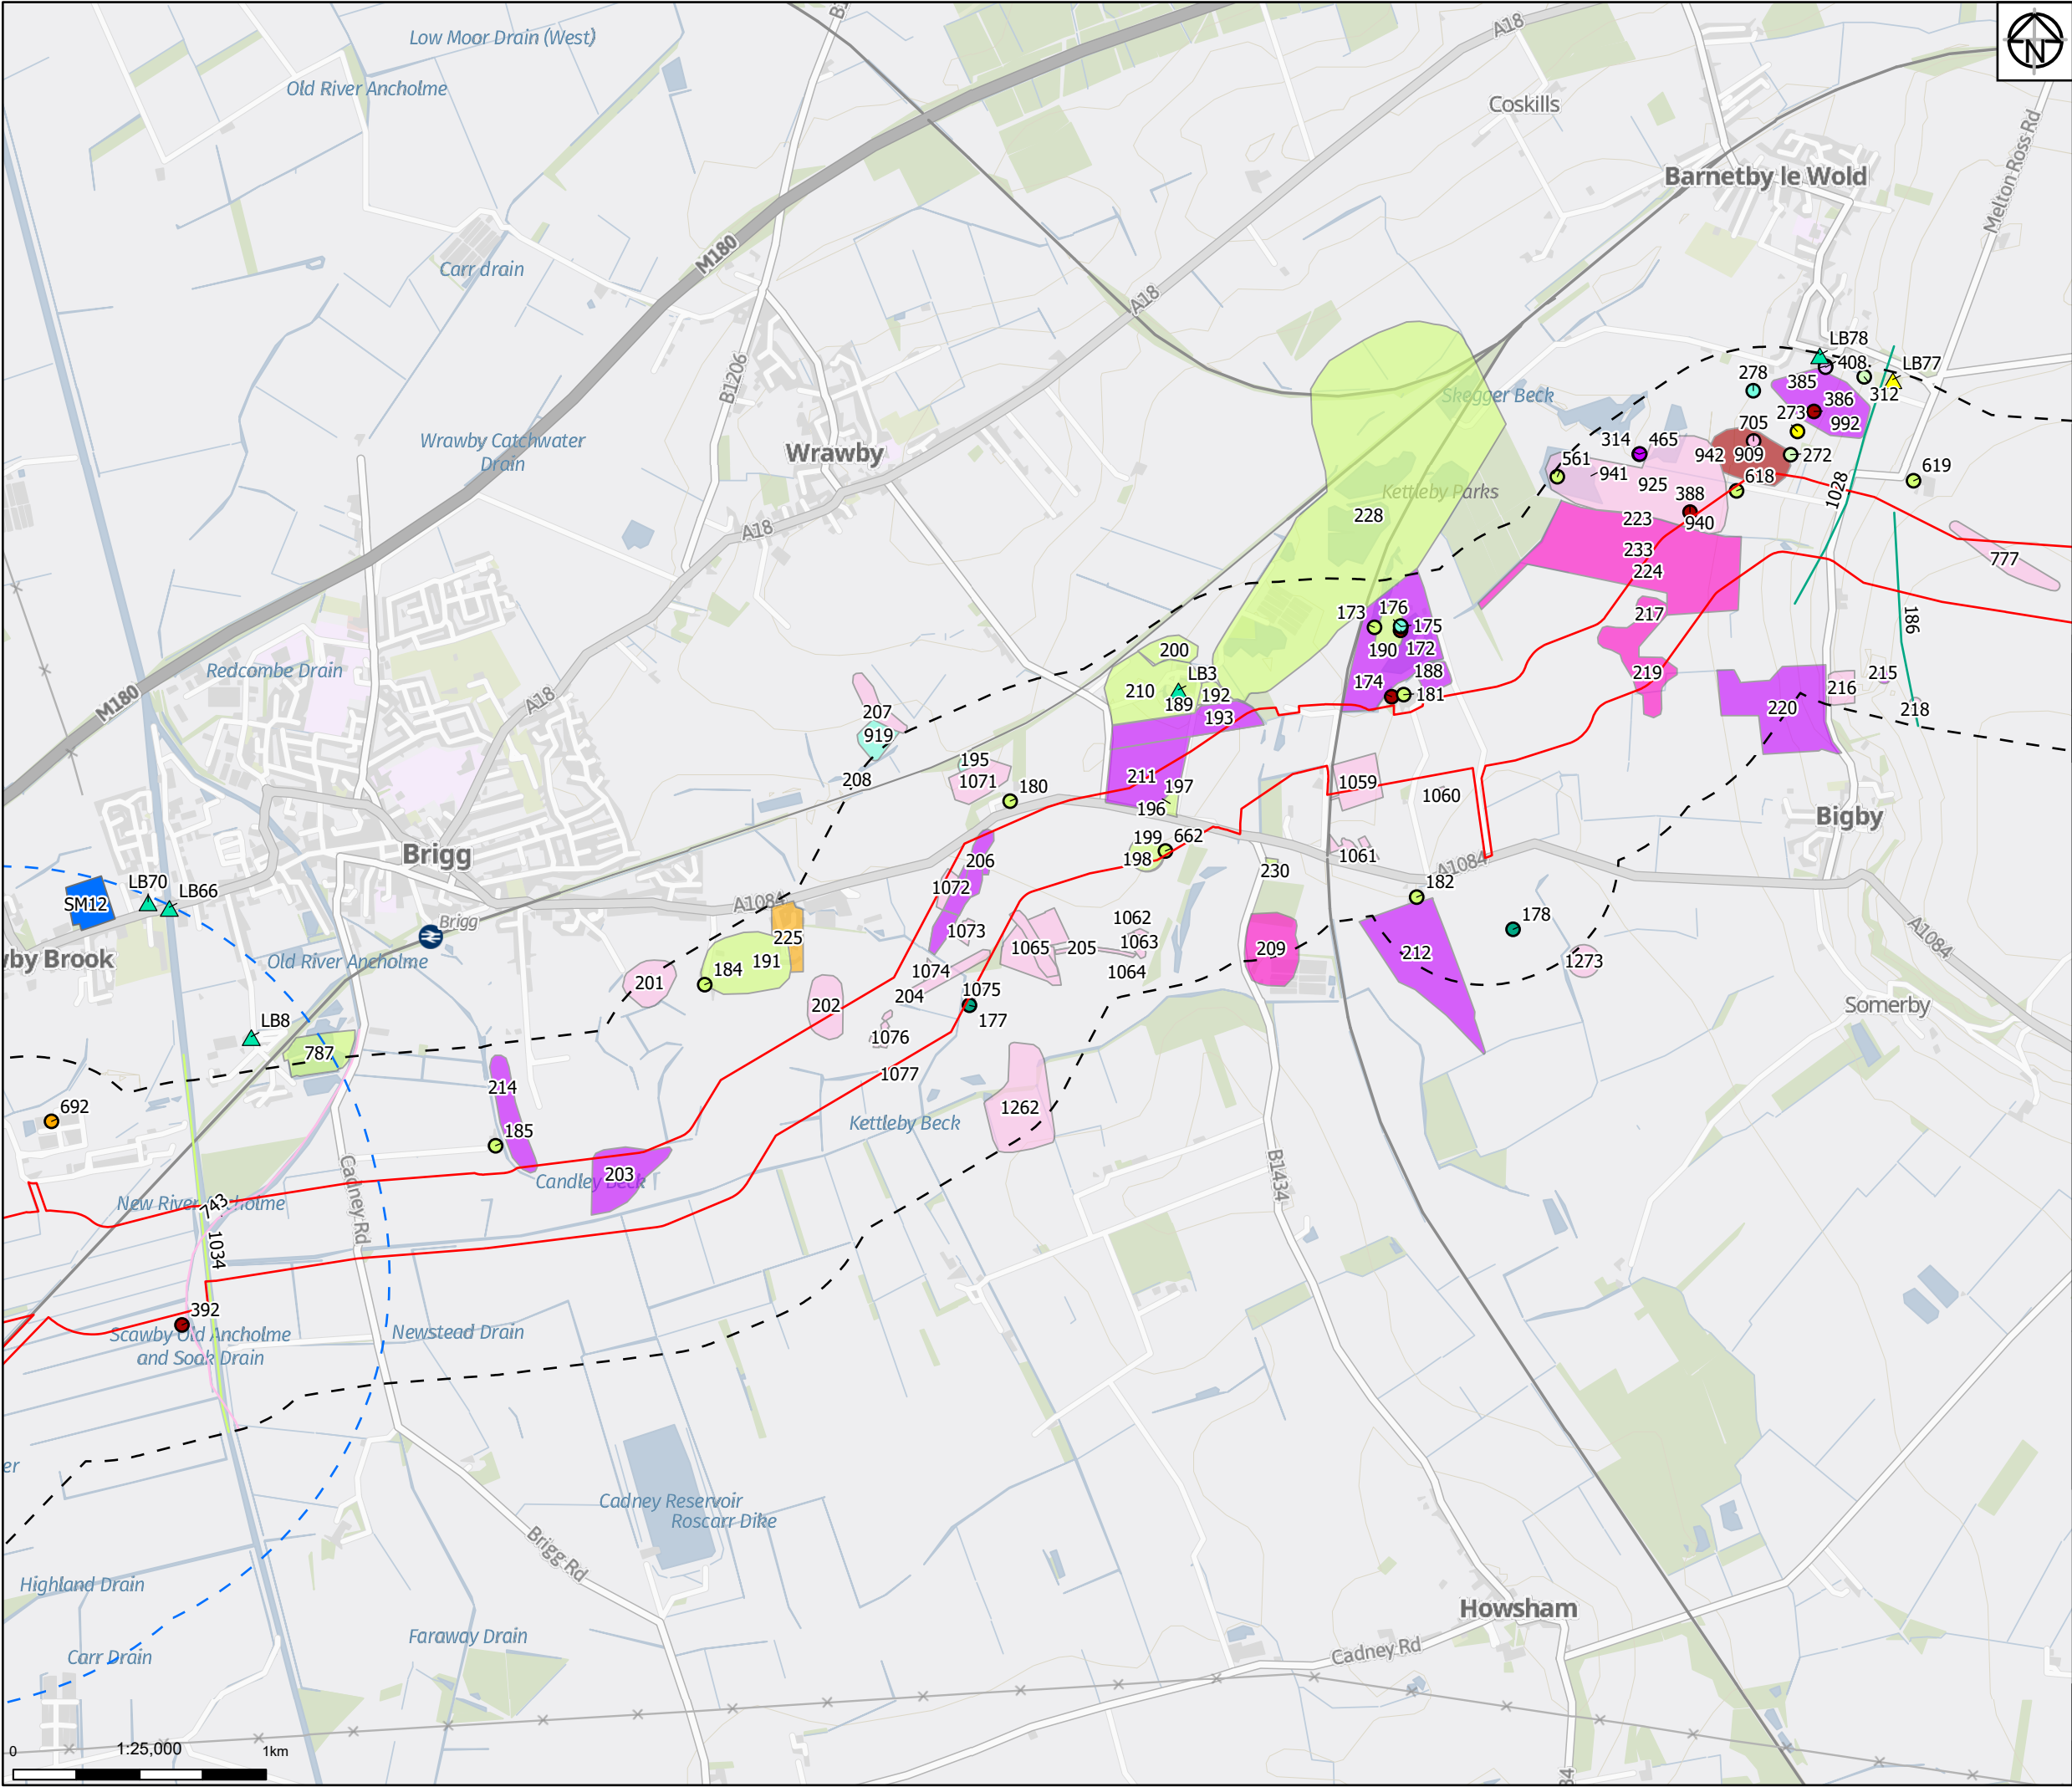 Low Moor Drain (West)
A18
N
Old River Ancholme
Coskills
Melton Ross Rd
Barnetby le Wold
M180
Carr drain
A18
LB78
408
LB77
278
385
312
B1206
Skegger Beck
386
273
992
Wrawby Catchwater
Drain
705
314
465
Wrawby
942
909
272
561
941
618
619
925
388
1028
Kettleby Parks
228
223
940
A18
233
777
224
173
176
217
175
186
190
172
200
Redcombe Drain
188
219
215
LB3
174
210
192
181
216
M180
A18
189
220
218
207
193
919
195
208
1071
180
211
197
1059
1060
196
Bigby
199
662
Brigg
198
206
1061
A1084
230
LB70
LB66
1072
182
SM12
A1084
Brigg
1062
178
225
1073
1063
A1084
1065
205
209
212
wby Brook
Old River Ancholme
191
184
1074
1064
1273
201
1075
204
202
Somerby
LB8
177
1076
787
1077
214
692
1262
Kettleby Beck
185
B1434
Cadney Rd
203
Candley Beck
New River Ancholme
743
1034
392
Scawby Old Ancholme
and Soak Drain
Newstead Drain
er
Cadney Reservoir
Roscarr Dike
Brigg Rd
Highland Drain
Howsham
Faraway Drain
Carr Drain
Cadney Rd
0
1:25,000
1km